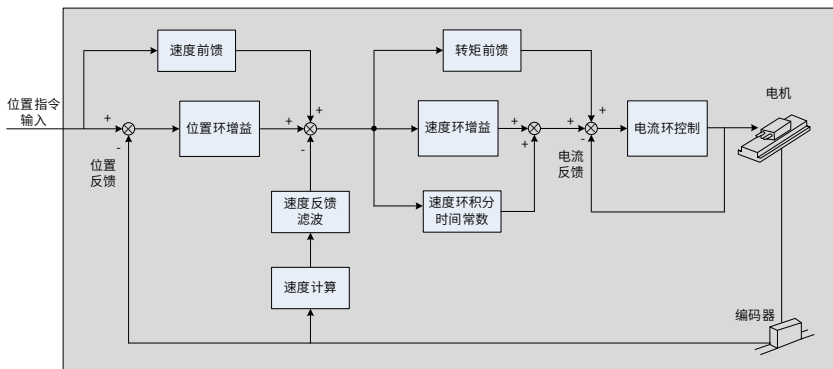 速度前馈
转矩前馈
位置指令
输入
+
-
位置环增益
+
+
-
速度环增益
+
+
+
-
+
电流环控制
电机
位置
反馈
电流
反馈
速度反馈
滤波
速度环积分
时间常数
速度计算
编码器